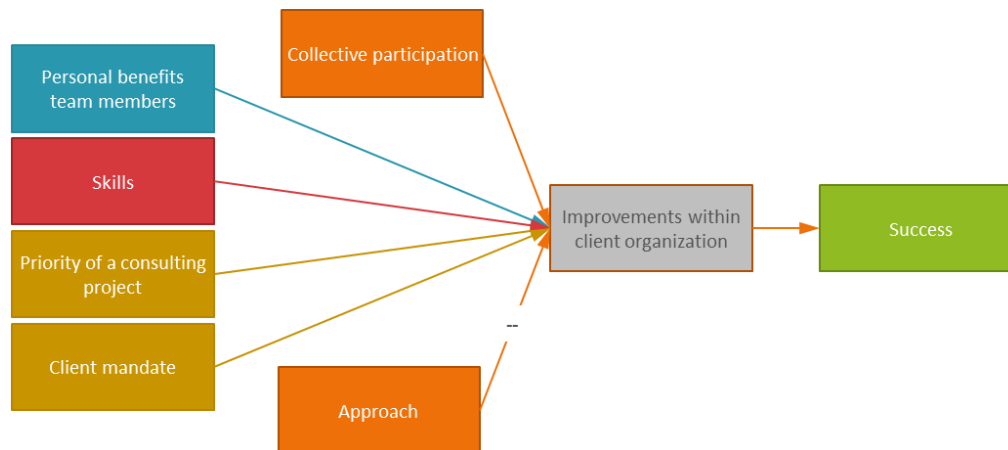 Collective participation
Personal benefits
team members
Skills
Priority of a consulting
project
Client mandate
Improvements within
client organization
Success
--
Approach